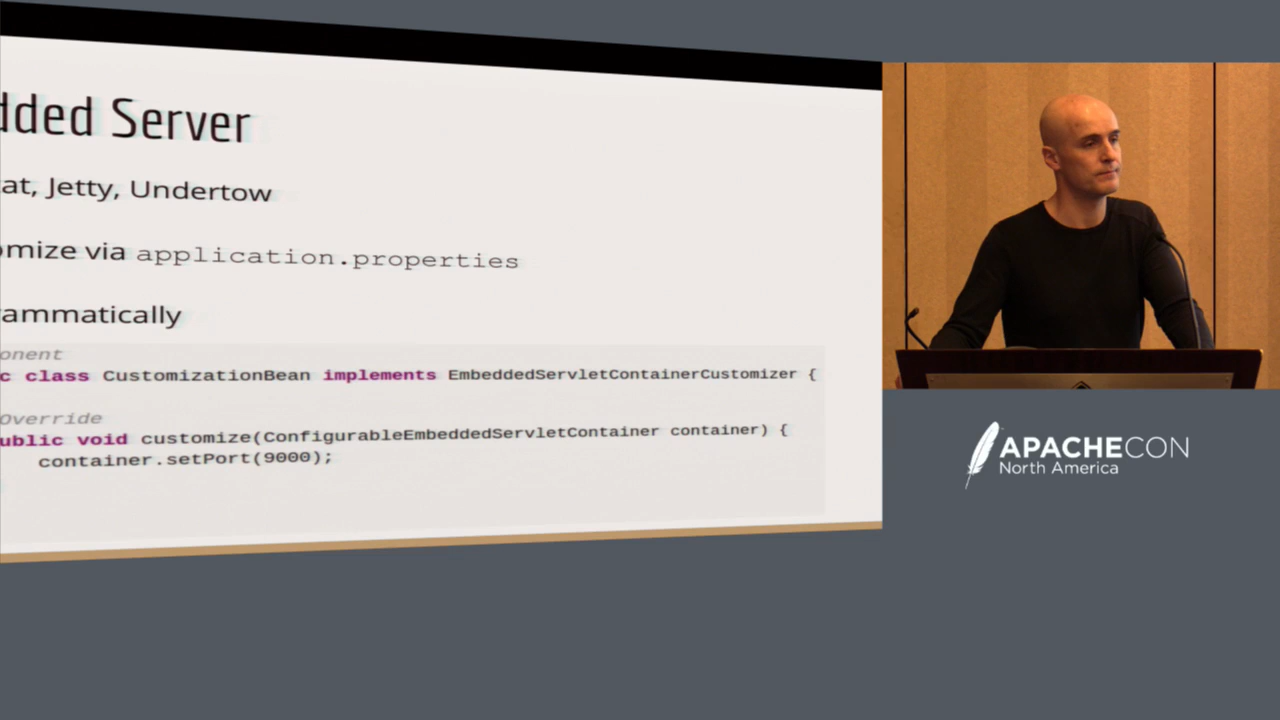 dded Server
at, Jetty, Undertow
omize via application.properties
ammatically
onent
c class CustomizationBean implements EmbeddedServletContainerCustomizer {
Override
ublic void customize(ConfigurableEmbeddedServletContainer container) {
container.setPort(9000);
APACHECON
North America